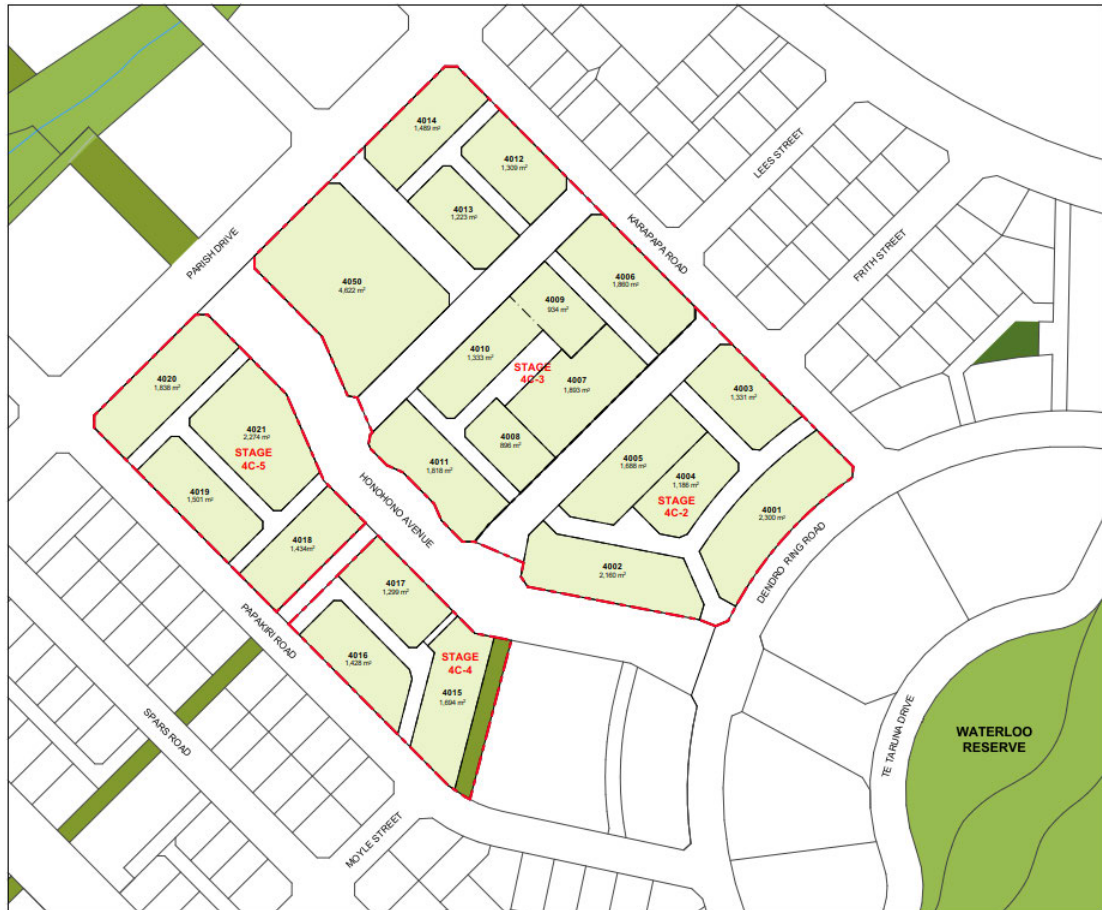 4014
1,489 m²
4012
1,309 m²
4013
1,223 m²
LEES STREET
KARAPAPA ROAD
FRITH STREET
PARISH DRIVE
4050
4,622 m²
4006
1,860 m²
4009
934 m²
4010
1,333 m²
STAGE
4C-3
4007
1,893 m²
4020
1,838 m²
4003
1,331 m²
4021
2,274 m²
STAGE
4C-5
4008
896 m²
4011
1,818 m²
4005
1,688 m²
4004
1,186 m²
STAGE
4C-2
4019
1,501 m²
HONOHONO AVENUE
4001
2,300 m²
4018
1,434m²
4002
2,160 m²
DENDRO RING ROAD
4017
1,299 m²
PAPAKIRI ROAD
4016
1,428 m²
STAGE
4C-4
4015
1,694 m²
SPARS ROAD
TE TARUNA DRIVE
WATERLOO
RESERVE
MOYLE STREET